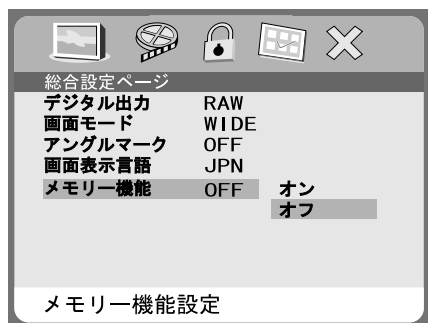 総合設定ページ
デジタル出力 RAW
画面モード WIDE
アングルマーク OFF
画面表示言語 JPN
メモリー機能 OFF オン
オフ
メモリー機能設定